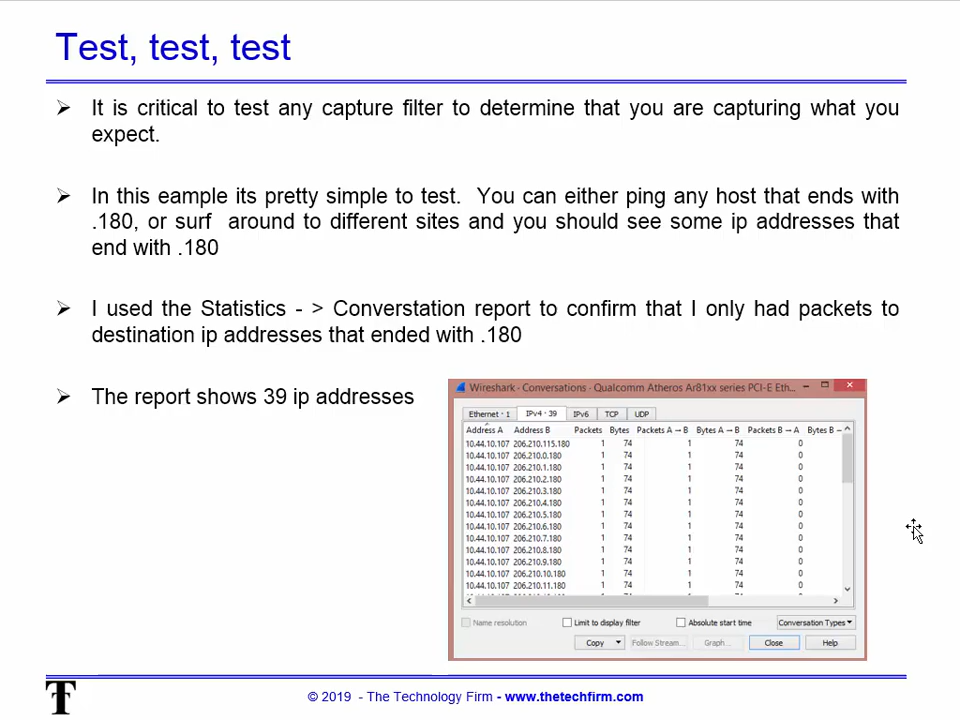 Test, test, test
It is critical to test any capture filter to determine that you are capturing what you
expect.
In this eample its pretty simple to test. You can either ping any host that ends with
.180, or surf around to different sites and you should see some ip addresses that
end with .180
I used the Statistics - > Converstation report to confirm that I only had packets to
destination ip addresses that ended with .180
The report shows 39 ip addresses
Wireshark - Conversations - Qualcomm Atheros Ar81xx series PCI-E Eth...
Ethernet · 1 IPv4 · 39 IPv6 TCP UDP
Address A Address B Packets Bytes Packets A → B Bytes A → B Packets B → A Bytes B →
10.44.10.107 206.210.115.180 1 74 1 74 0
10.44.10.107 206.210.0.180 1 74 1 74 0
10.44.10.107 206.210.1.180 1 74 1 74 0
10.44.10.107 206.210.2.180 1 74 1 74 0
10.44.10.107 206.210.3.180 1 74 1 74 0
10.44.10.107 206.210.4.180 1 74 1 74 0
10.44.10.107 206.210.5.180 1 74 1 74 0
10.44.10.107 206.210.6.180 1 74 1 74 0
10.44.10.107 206.210.7.180 1 74 1 74 0
10.44.10.107 206.210.8.180 1 74 1 74 0
10.44.10.107 206.210.9.180 1 74 1 74 0
10.44.10.107 206.210.10.180 1 74 1 74 0
10.44.10.107 206.210.11.180 1 74 1 74 0
Name resolution Limit to display filter Absolute start time Conversation Types
Copy Follow Stream... Graph... Close Help
T © 2019 - The Technology Firm - www.thetechfirm.com